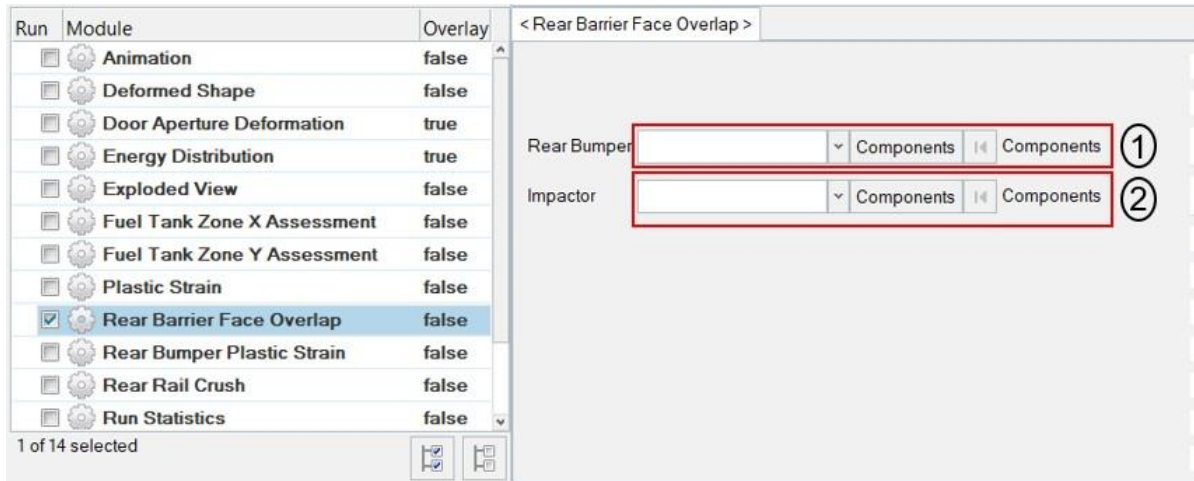 Run Module Overlay
Animation false
Deformed Shape false
Door Aperture Deformation true
Energy Distribution true
Exploded View false
Fuel Tank Zone X Assessment false
Fuel Tank Zone Y Assessment false
Plastic Strain false
Rear Barrier Face Overlap false
Rear Bumper Plastic Strain false
Rear Rail Crush false
Run Statistics false
1 of 14 selected
< Rear Barrier Face Overlap >
Rear Bumper Components Components 1
Impactor Components Components 2